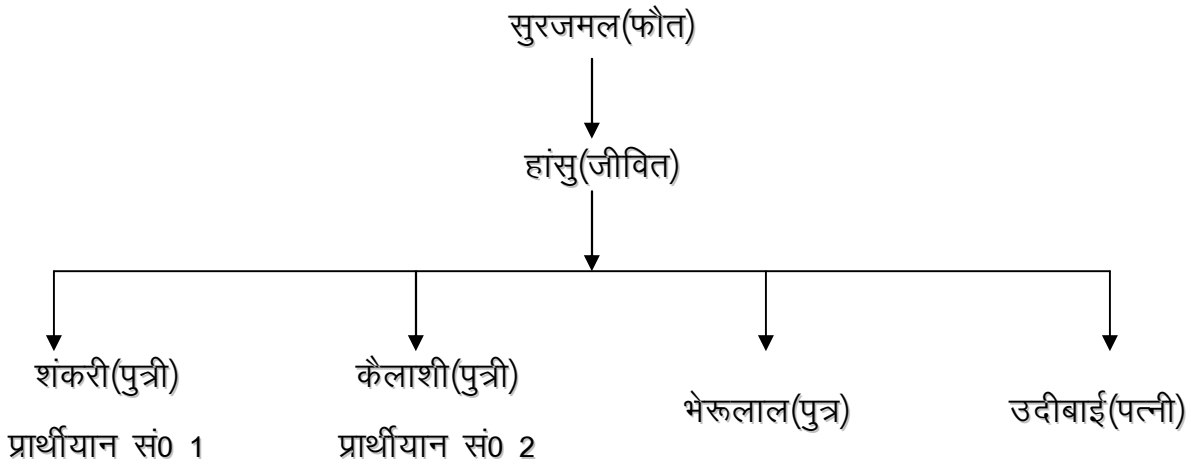 सुरजमल(फौत)
हांसु(जीवित)
शंकरी(पुत्री)
कैलाशी(पुत्री)
भेरूलाल(पुत्र)
उदीबाई(पत्नी)
प्रार्थीयान सं0 1
प्रार्थीयान सं0 2